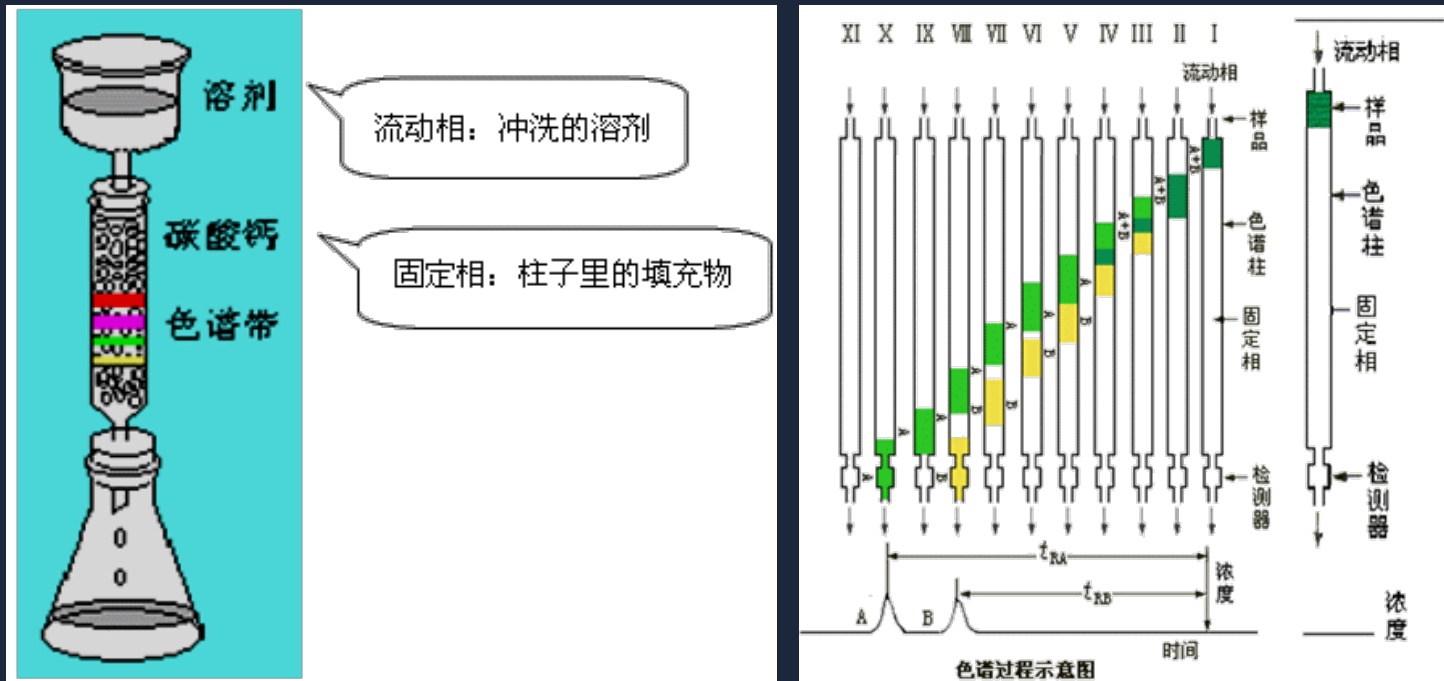 溶剂
流动相：冲洗的溶剂
碳酸钙
固定相：柱子里的填充物
色谱带
XI X IX VIII VII VI V IV III II I
流动相
样品
色谱柱
固定相
检测器
A+B
A+B
A+B
A
B
A
B
A
B
A
B
A
A
A
B
tRA
tRB
浓度
A
B
时间
色谱过程示意图
流动相
样品
色谱柱
固定相
检测器
浓度